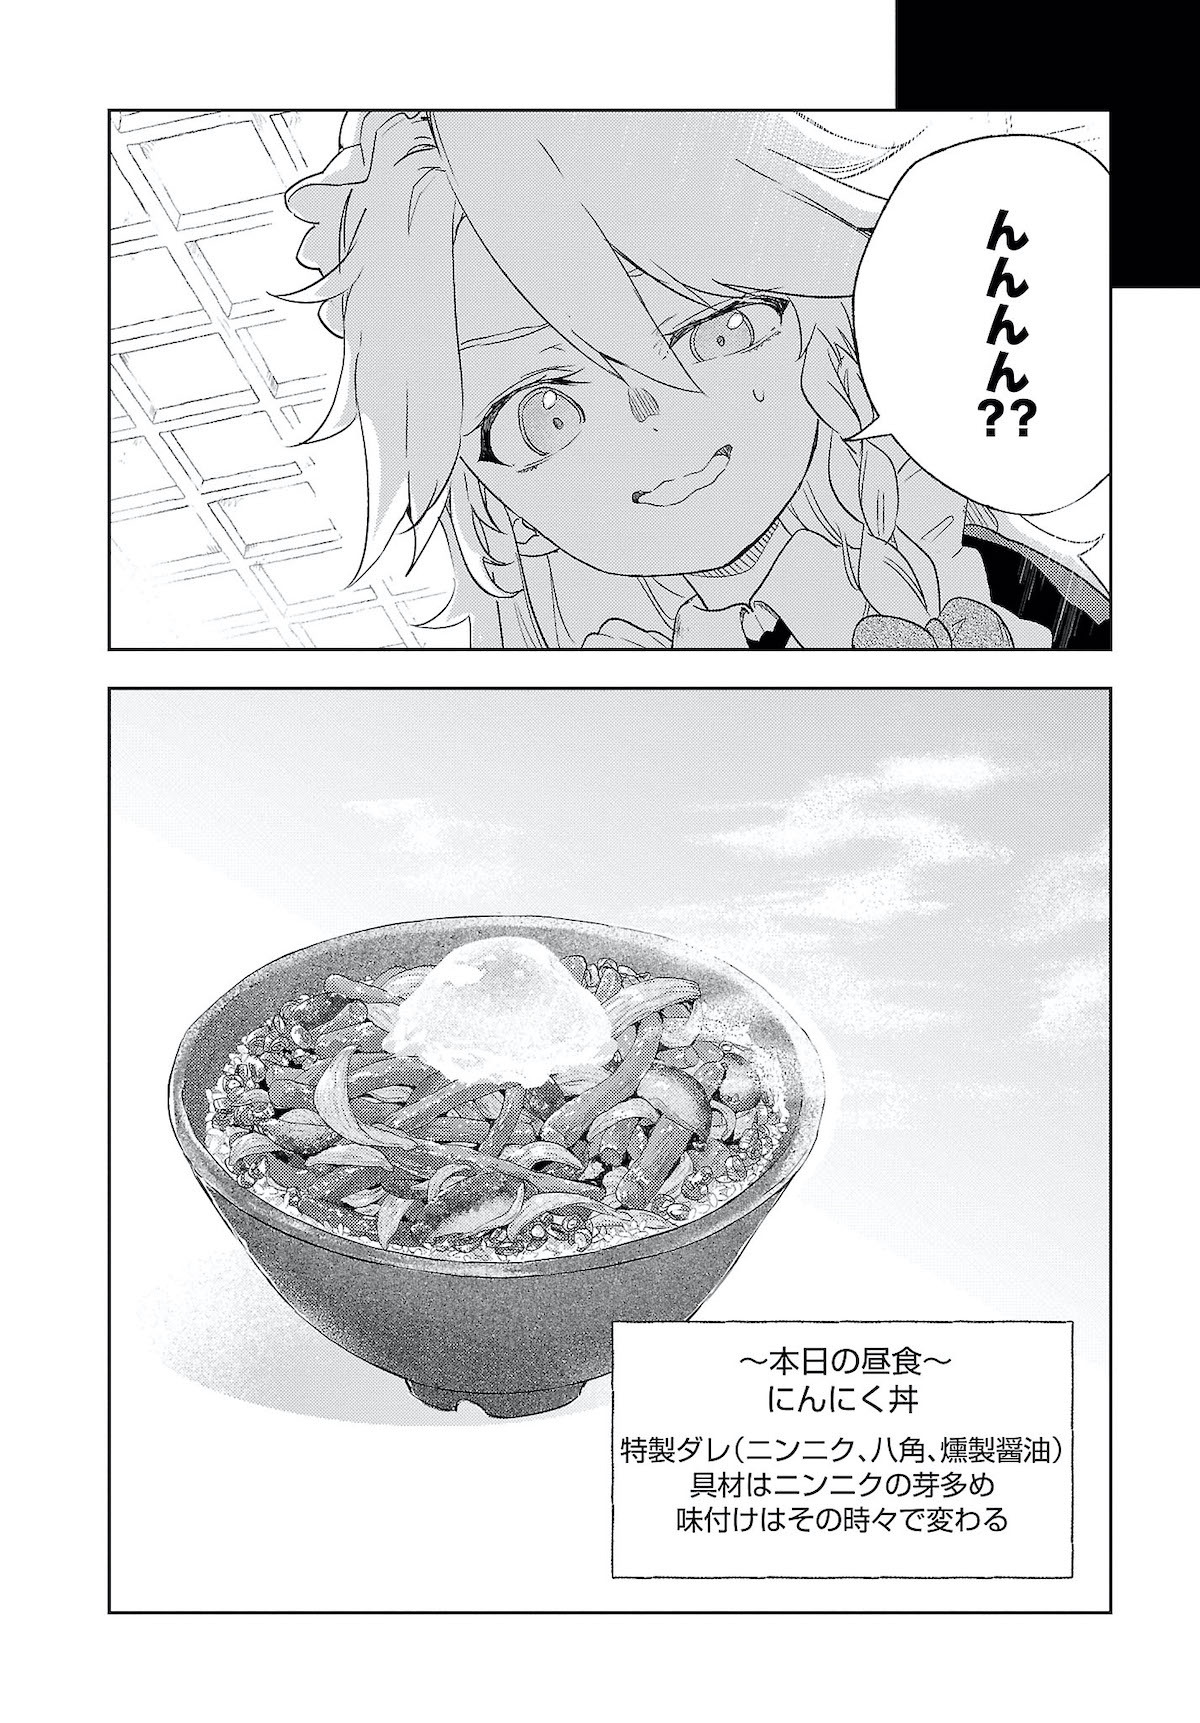 んんんん??
～本日の昼食～
にんにく丼
特製ダレ（ニンニク、八角、燻製醤油）
具材はニンニクの芽多め
味付けはその時々で変わる